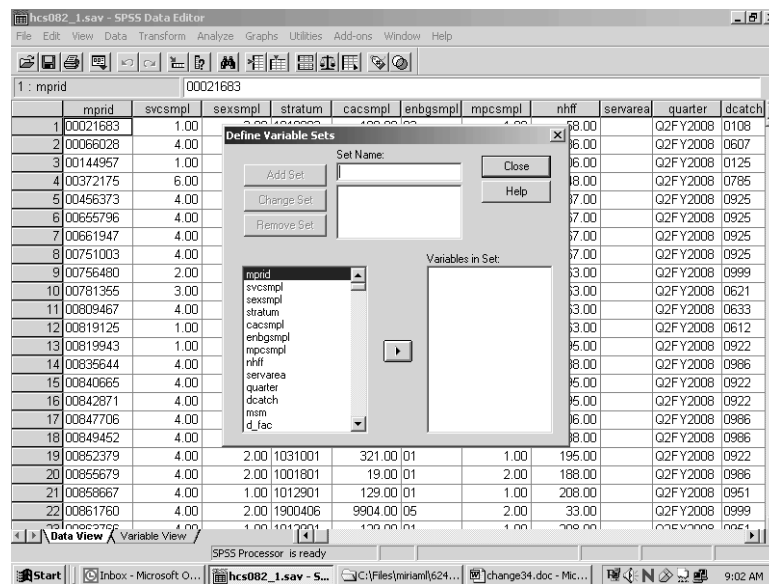 hcs082_1.sav - SPSS Data Editor
File Edit View Data Transform Analyze Graphs Utilities Add-ons Window Help
1 : mprid 00021683
mprid svcsmpl sexsmpl stratum cacsmpl enbgsmpl mpcsmpl nhff servarea quarter dcatch
1 00021683 1.00 58.00 Q2FY2008 0108
2 00066028 4.00 Q2FY2008 0607
3 00144957 1.00 Q2FY2008 0125
4 00372175 6.00 Q2FY2008 0785
5 00456373 4.00 Q2FY2008 0925
6 00655796 4.00 Q2FY2008 0925
7 00661947 4.00 Q2FY2008 0925
8 00751003 4.00 Q2FY2008 0925
9 00756480 2.00 Q2FY2008 0999
10 00781355 3.00 Q2FY2008 0621
11 00809467 4.00 Q2FY2008 0633
12 00819125 1.00 Q2FY2008 0612
13 00819943 1.00 Q2FY2008 0922
14 00835644 4.00 Q2FY2008 0986
15 00840665 4.00 Q2FY2008 0922
16 00842871 4.00 Q2FY2008 0922
17 00847706 4.00 Q2FY2008 0986
18 00849452 4.00 Q2FY2008 0986
19 00852379 4.00 2.00 1031001 321.00 01 1.00 195.00 Q2FY2008 0922
20 00855679 4.00 2.00 1001801 19.00 01 2.00 188.00 Q2FY2008 0986
21 00858667 4.00 1.00 1012901 129.00 01 1.00 208.00 Q2FY2008 0951
22 00861760 4.00 2.00 1900406 9904.00 05 2.00 33.00 Q2FY2008 0999
Define Variable Sets
Set Name:
Add Set
Change Set
Remove Set
Close
Help
Variables in Set:
mprid
svcsmpl
sexsmpl
stratum
cacsmpl
enbgsmpl
mpcsmpl
nhff
servarea
quarter
dcatch
msm
d_fac
Data View Variable View
SPSS Processor is ready
Start Inbox - Microsoft O... hcs082_1.sav - S... C:\Files\miriaml\624... change34.doc - Mic... 9:02 AM